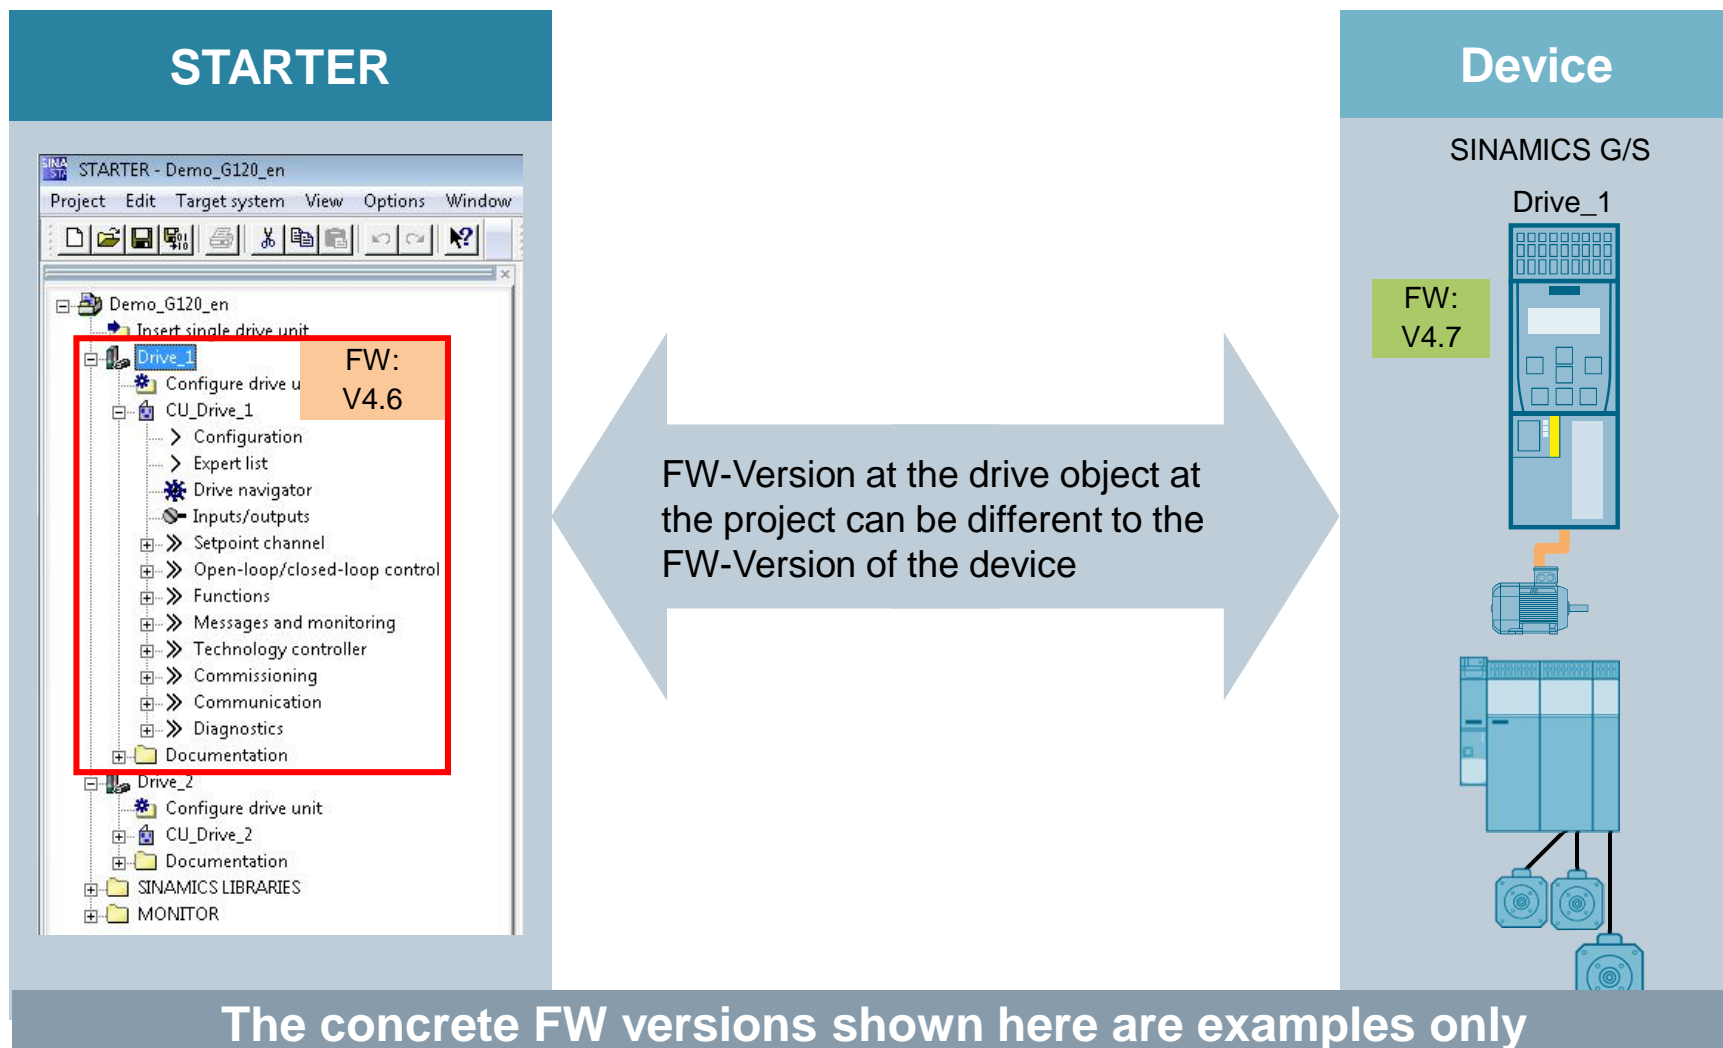 STARTER
Device
SINAMICS G/S
Drive_1
FW:
V4.7
STARTER - Demo_G120_en
Project Edit Target system View Options Window
Demo_G120_en
Insert single drive unit
Drive_1
FW:
V4.6
Configure drive u
CU_Drive_1
Configuration
Expert list
Drive navigator
Inputs/outputs
Setpoint channel
Open-loop/closed-loop control
Functions
Messages and monitoring
Technology controller
Commissioning
Communication
Diagnostics
Documentation
Drive_2
Configure drive unit
CU_Drive_2
Documentation
SINAMICS LIBRARIES
MONITOR
FW-Version at the drive object at
the project can be different to the
FW-Version of the device
The concrete FW versions shown here are examples only